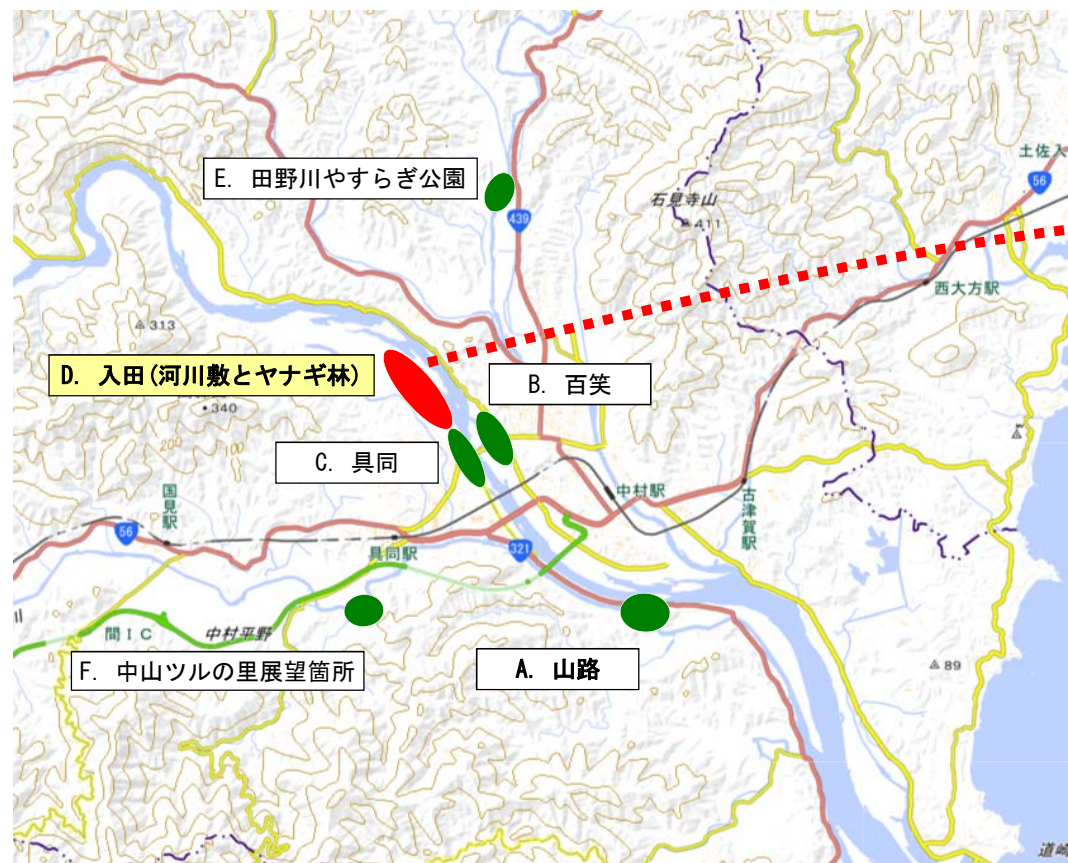 土佐入
56
E. 田野川やすらぎ公園
石見寺山
411
439
西大方駅
313
D. 入田(河川敷とヤナギ林)
B. 百笑
340
C. 具同
国見駅
中村駅
古津賀駅
56
具同駅
321
間IC
中村平野
F. 中山ツルの里展望箇所
A. 山路
89
道崎